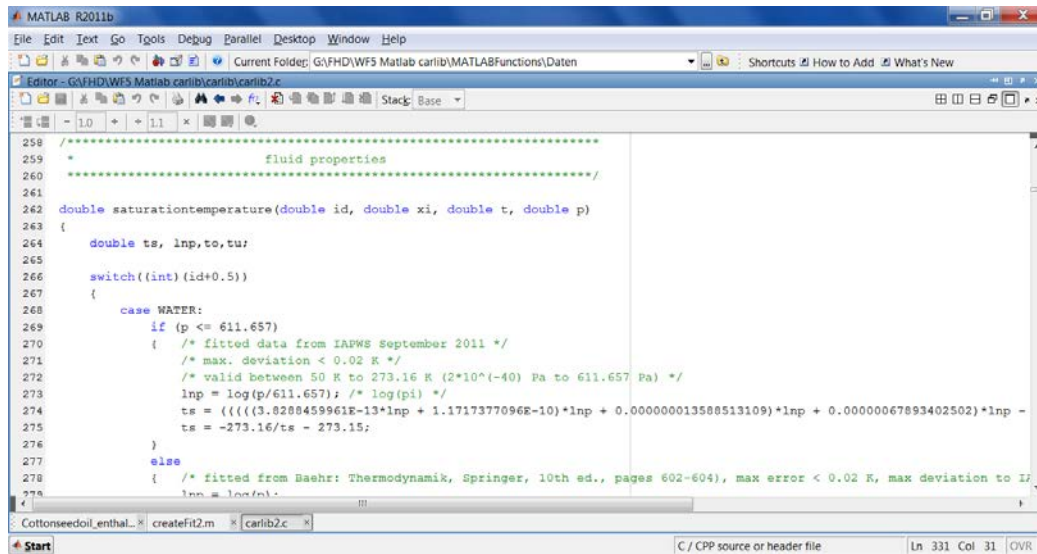 MATLAB R2011b
File Edit Text Go Tools Debug Parallel Desktop Window Help
Current Folder: G:\FHD\WF5 Matlab carlib\MATLABFunctions\Daten Shortcuts How to Add What's New
Editor - G:\FHD\WF5 Matlab carlib\carlib\carlib2.c
Stack: Base
- 1.0 + ÷ 1.1 ×
258 /**********************************************************************
259 * fluid properties
260 **********************************************************************/
261
262 double saturationtemperature(double id, double xi, double t, double p)
263 {
264 double ts, lnp,to,tu;
265
266 switch((int)(id+0.5))
267 {
268 case WATER:
269 if (p <= 611.657)
270 { /* fitted data from IAPWS September 2011 */
271 /* max. deviation < 0.02 K */
272 /* valid between 50 K to 273.16 K (2*10^(-40) Pa to 611.657 Pa) */
273 lnp = log(p/611.657); /* log(pi) */
274 ts = (((((3.8288459961E-13*lnp + 1.1717377096E-10)*lnp + 0.000000013588513109)*lnp + 0.00000067893402502)*lnp -
275 ts = -273.16/ts - 273.15;
276 }
277 else
278 { /* fitted from Baehr: Thermodynamik, Springer, 10th ed., pages 602-604), max error < 0.02 K, max deviation to
279 lnp = log(p);
Cottonseedoil_enthal... × createFit2.m × carlib2.c ×
Start C / CPP source or header file Ln 331 Col 31 OVR